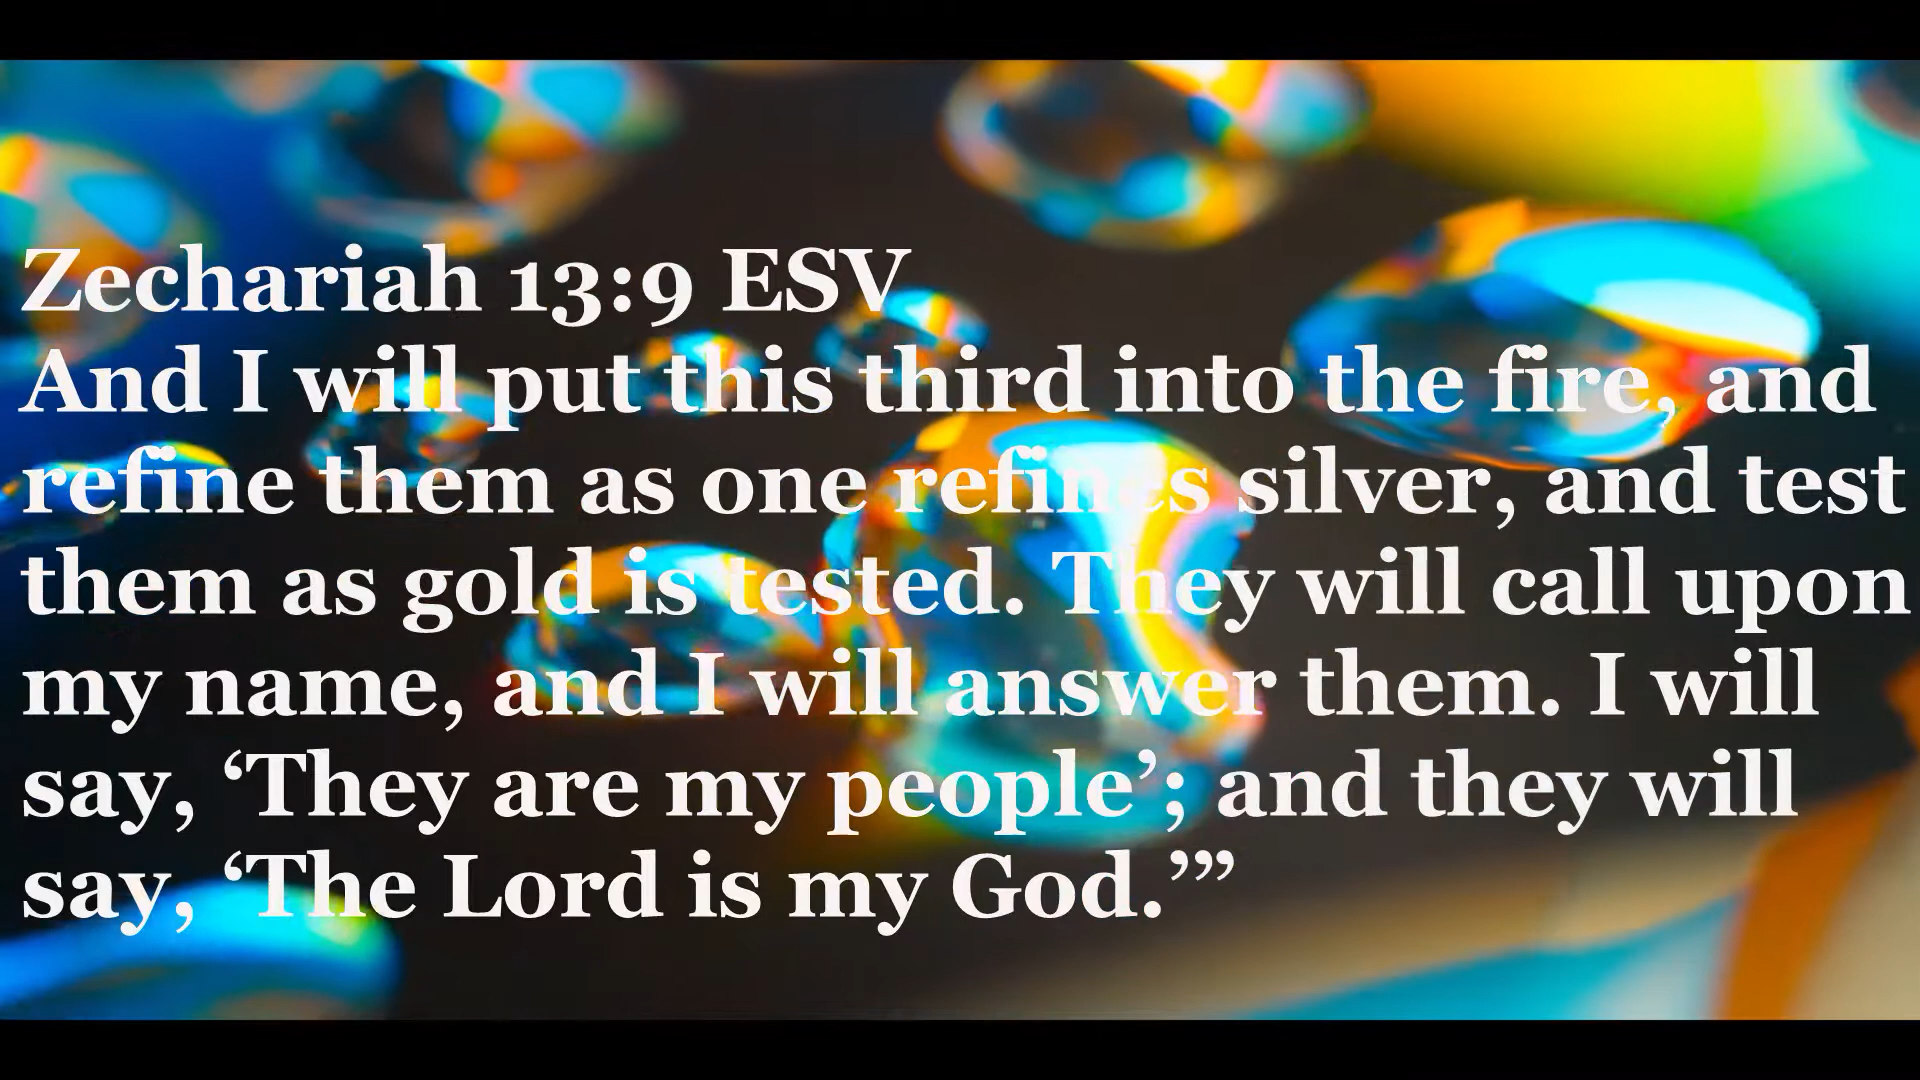 Zechariah 13:9 ESV
And I will put this third into the fire, and
refine them as one refines silver, and test
them as gold is tested. They will call upon
my name, and I will answer them. I will
say, ‘They are my people’; and they will
say, ‘The Lord is my God.’”